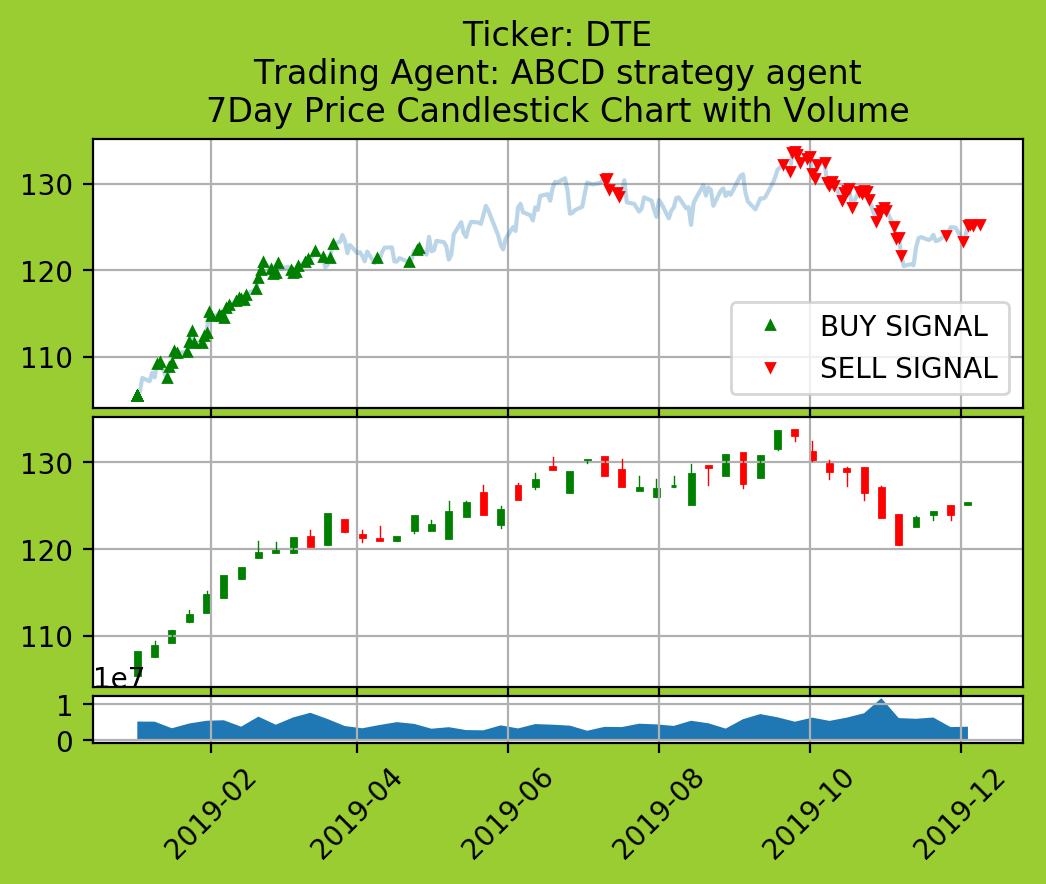 Ticker: DTE
Trading Agent: ABCD strategy agent
7Day Price Candlestick Chart with Volume
130
120
110
BUY SIGNAL
SELL SIGNAL
130
120
110
1e7
1
0
2019-02
2019-04
2019-06
2019-08
2019-10
2019-12